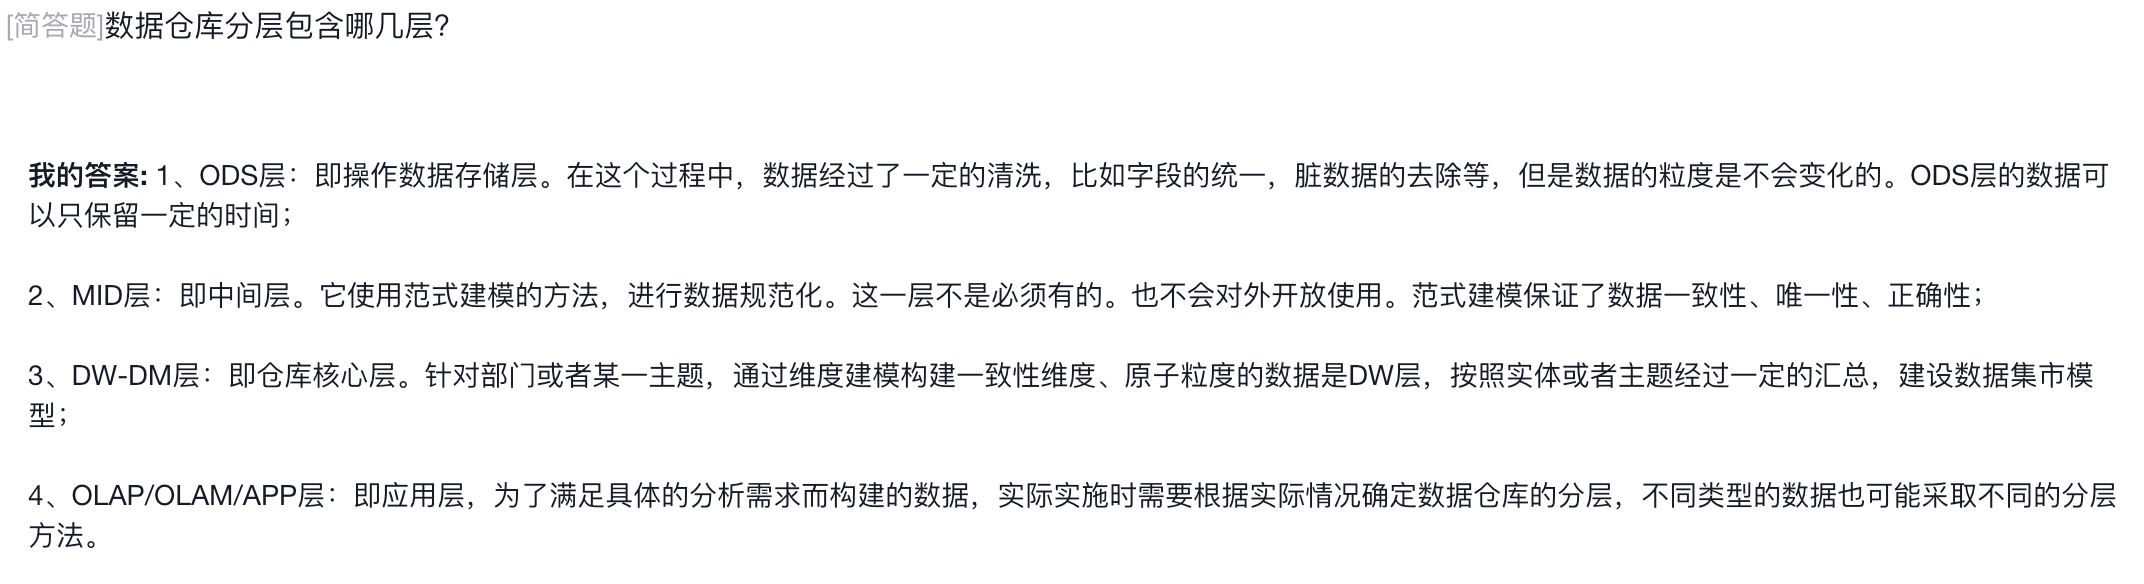 [简答题]数据仓库分层包含哪几层?
我的答案: 1、ODS层：即操作数据存储层。在这个过程中，数据经过了一定的清洗，比如字段的统一，脏数据的去除等，但是数据的粒度是不会变化的。ODS层的数据可
以只保留一定的时间；
2、MID层：即中间层。它使用范式建模的方法，进行数据规范化。这一层不是必须有的。也不会对外开放使用。范式建模保证了数据一致性、唯一性、正确性；
3、DW-DM层：即仓库核心层。针对部门或者某一主题，通过维度建模构建一致性维度、原子粒度的数据是DW层，按照实体或者主题经过一定的汇总，建设数据集市模
型；
4、OLAP/OLAM/APP层：即应用层，为了满足具体的分析需求而构建的数据，实际实施时需要根据实际情况确定数据仓库的分层，不同类型的数据也可能采取不同的分层
方法。